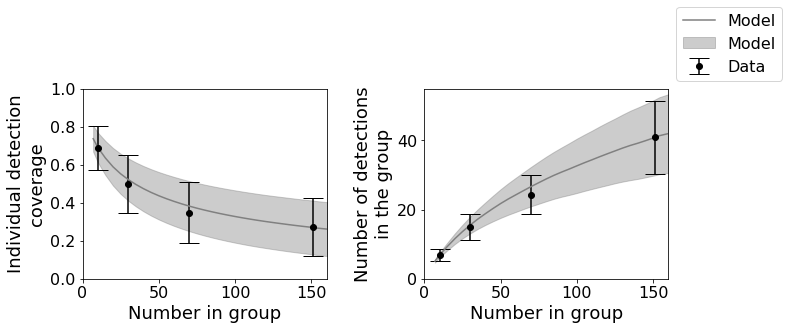 Model
Model
Data
Individual detection
coverage
1.0
0.8
0.6
0.4
0.2
0.0
0
50
100
150
Number in group
Number of detections
in the group
40
20
0
0
50
100
150
Number in group